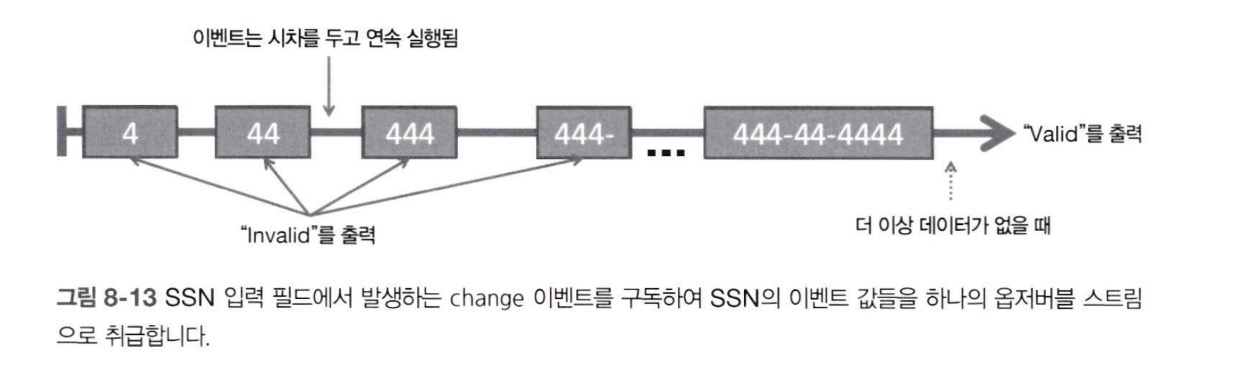 이벤트는 시차를 두고 연속 실행됨
4
44
444
444-
...
444-44-4444
“Valid”를 출력
“Invalid”를 출력
더 이상 데이터가 없을 때
그림 8-13 SSN 입력 필드에서 발생하는 change 이벤트를 구독하여 SSN의 이벤트 값들을 하나의 옵저버블 스트림
으로 취급합니다.